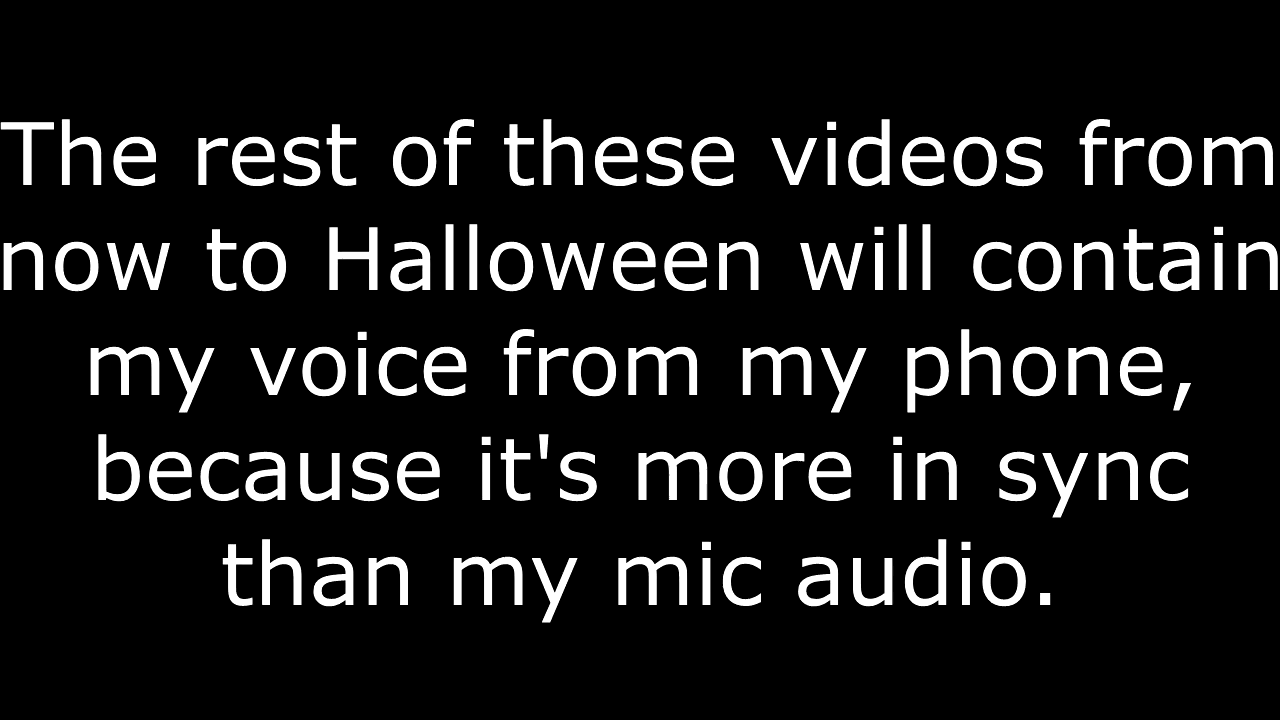 The rest of these videos from
now to Halloween will contain
my voice from my phone,
because it's more in sync
than my mic audio.